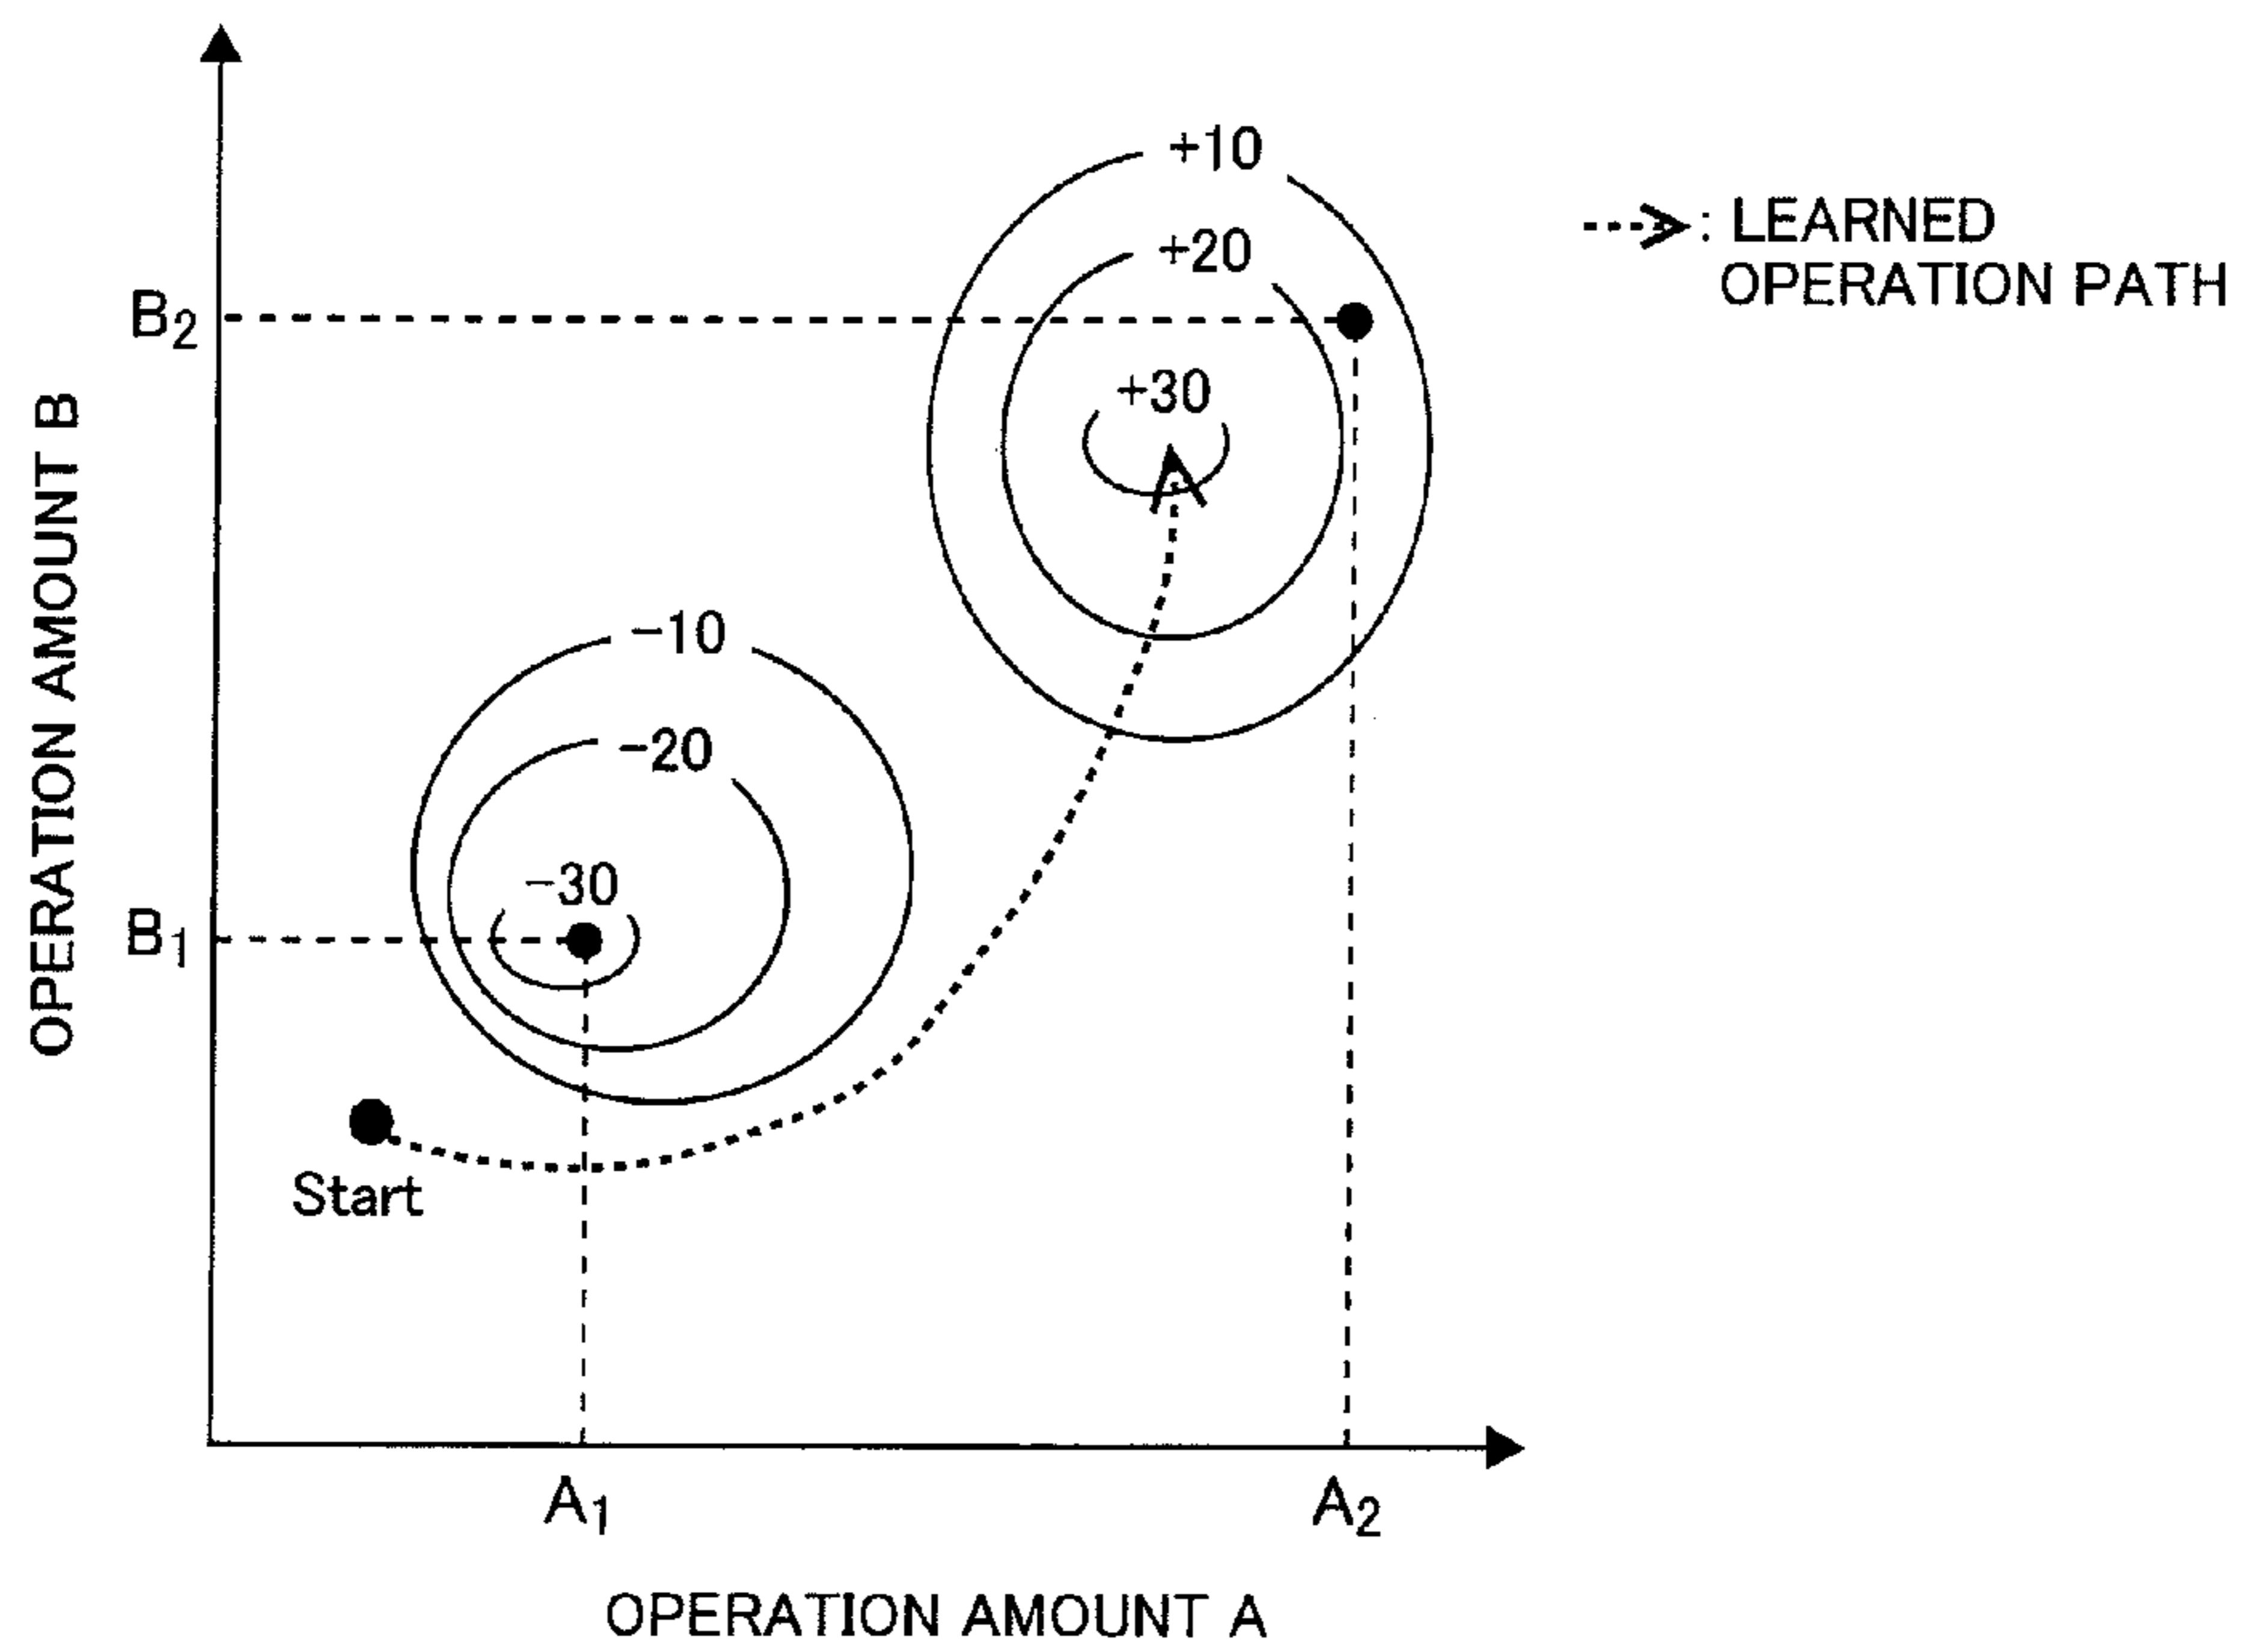 +10
+20
: LEARNED
OPERATION PATH
B₂
+30
OPERATION AMOUNT B
−10
−20
−30
B₁
Start
A₁
A₂
OPERATION AMOUNT A